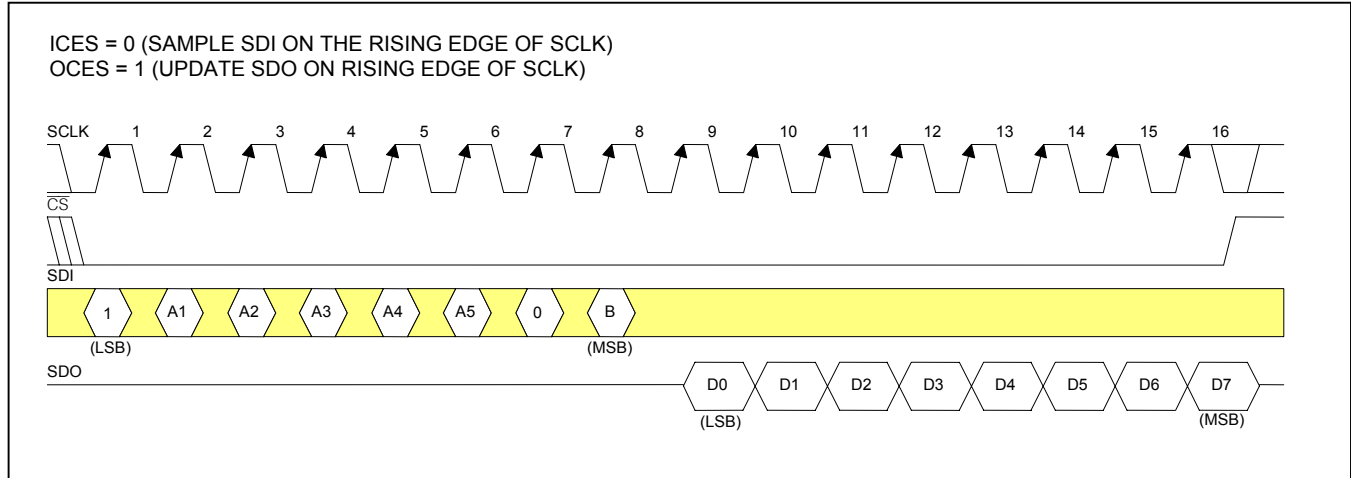 ICES = 0 (SAMPLE SDI ON THE RISING EDGE OF SCLK)
OCES = 1 (UPDATE SDO ON RISING EDGE OF SCLK)
SCLK 1 2 3 4 5 6 7 8 9 10 11 12 13 14 15 16
CS
SDI
1 A1 A2 A3 A4 A5 0 B
(LSB) (MSB)
SDO
D0 D1 D2 D3 D4 D5 D6 D7
(LSB) (MSB)